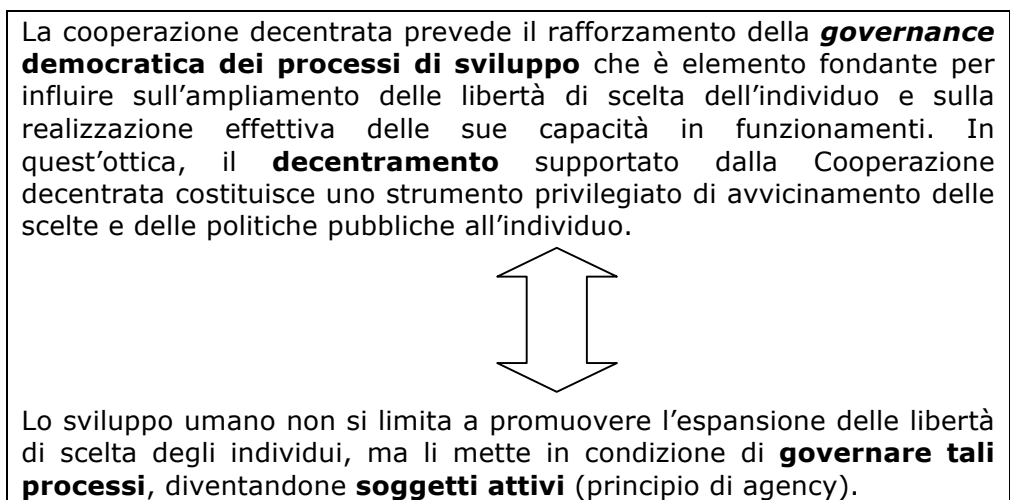 La cooperazione decentrata prevede il rafforzamento della governance
democratica dei processi di sviluppo che è elemento fondante per
influire sull’ampliamento delle libertà di scelta dell’individuo e sulla
realizzazione effettiva delle sue capacità in funzionamenti. In
quest’ottica, il decentramento supportato dalla Cooperazione
decentrata costituisce uno strumento privilegiato di avvicinamento delle
scelte e delle politiche pubbliche all’individuo.
Lo sviluppo umano non si limita a promuovere l’espansione delle libertà
di scelta degli individui, ma li mette in condizione di governare tali
processi, diventandone soggetti attivi (principio di agency).